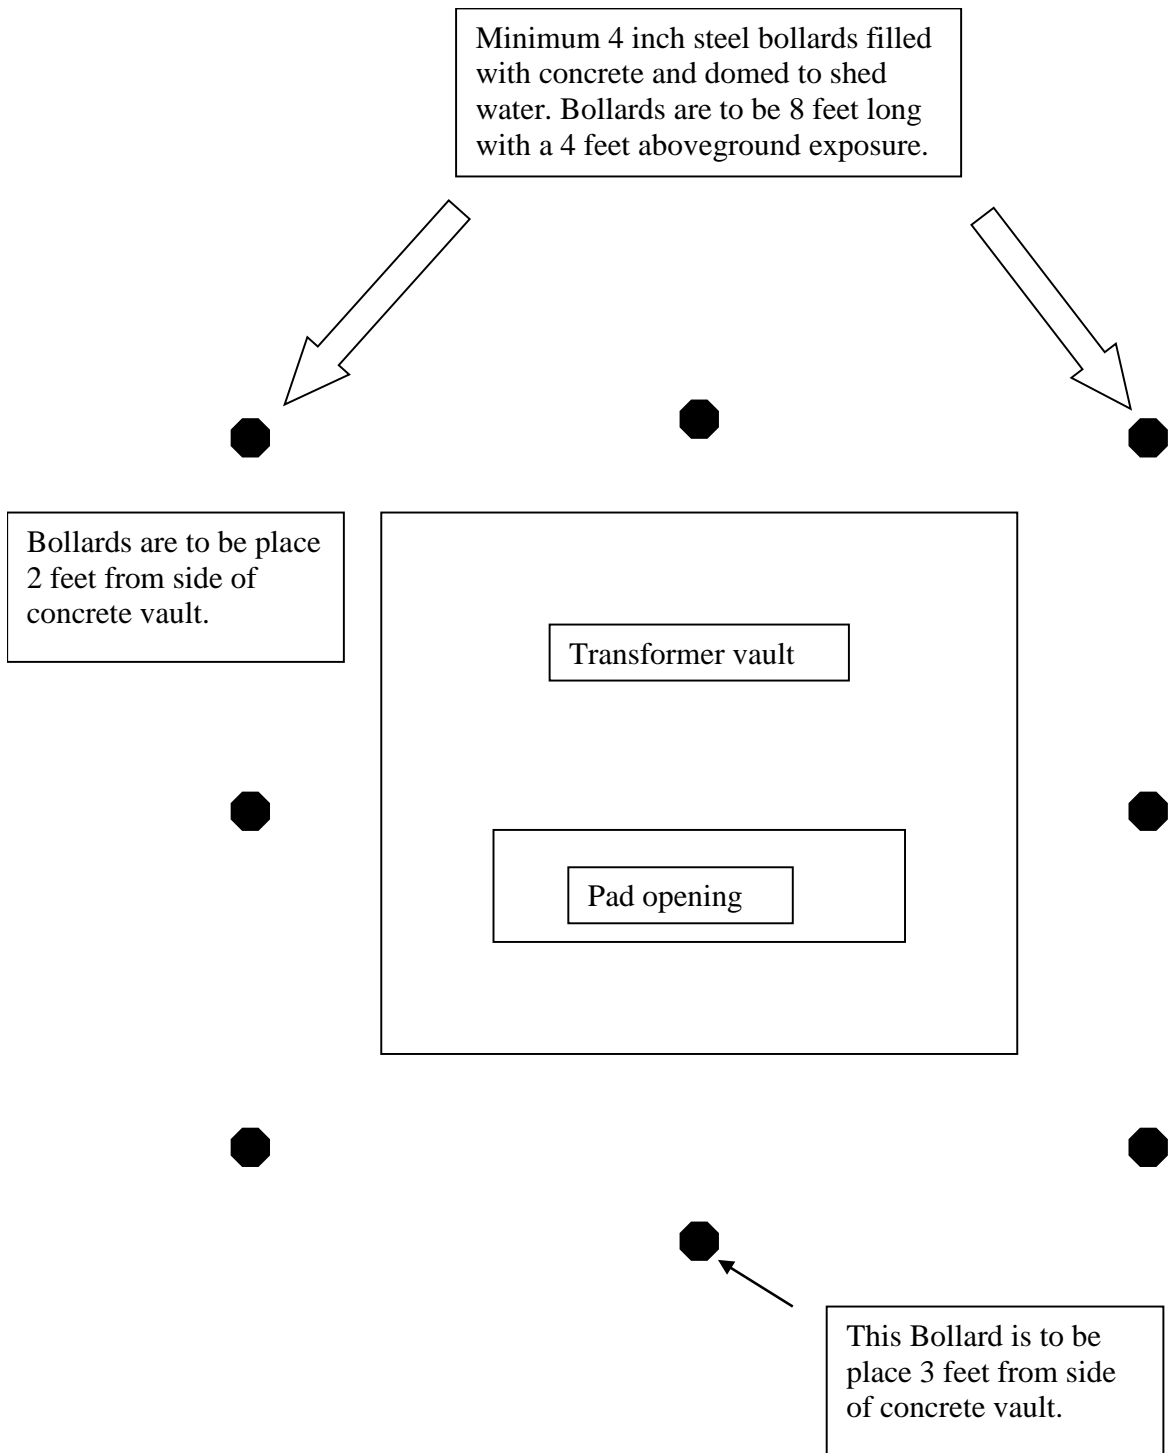 Minimum 4 inch steel bollards filled
with concrete and domed to shed
water. Bollards are to be 8 feet long
with a 4 feet aboveground exposure.
Bollards are to be place
2 feet from side of
concrete vault.
Transformer vault
Pad opening
This Bollard is to be
place 3 feet from side
of concrete vault.